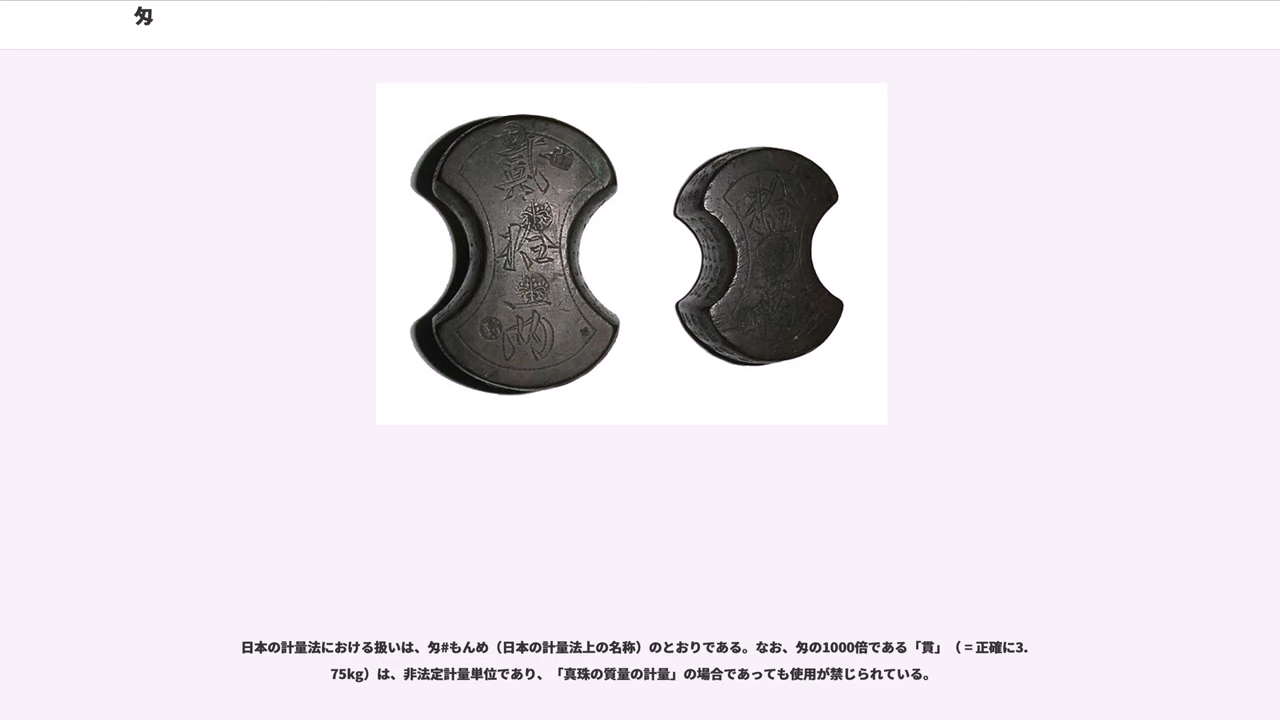 匁
日本の計量法における扱いは、匁#もんめ（日本の計量法上の名称）のとおりである。なお、匁の1000倍である「貫」（ = 正確に3.
75kg）は、非法定計量単位であり、「真珠の質量の計量」の場合であっても使用が禁じられている。